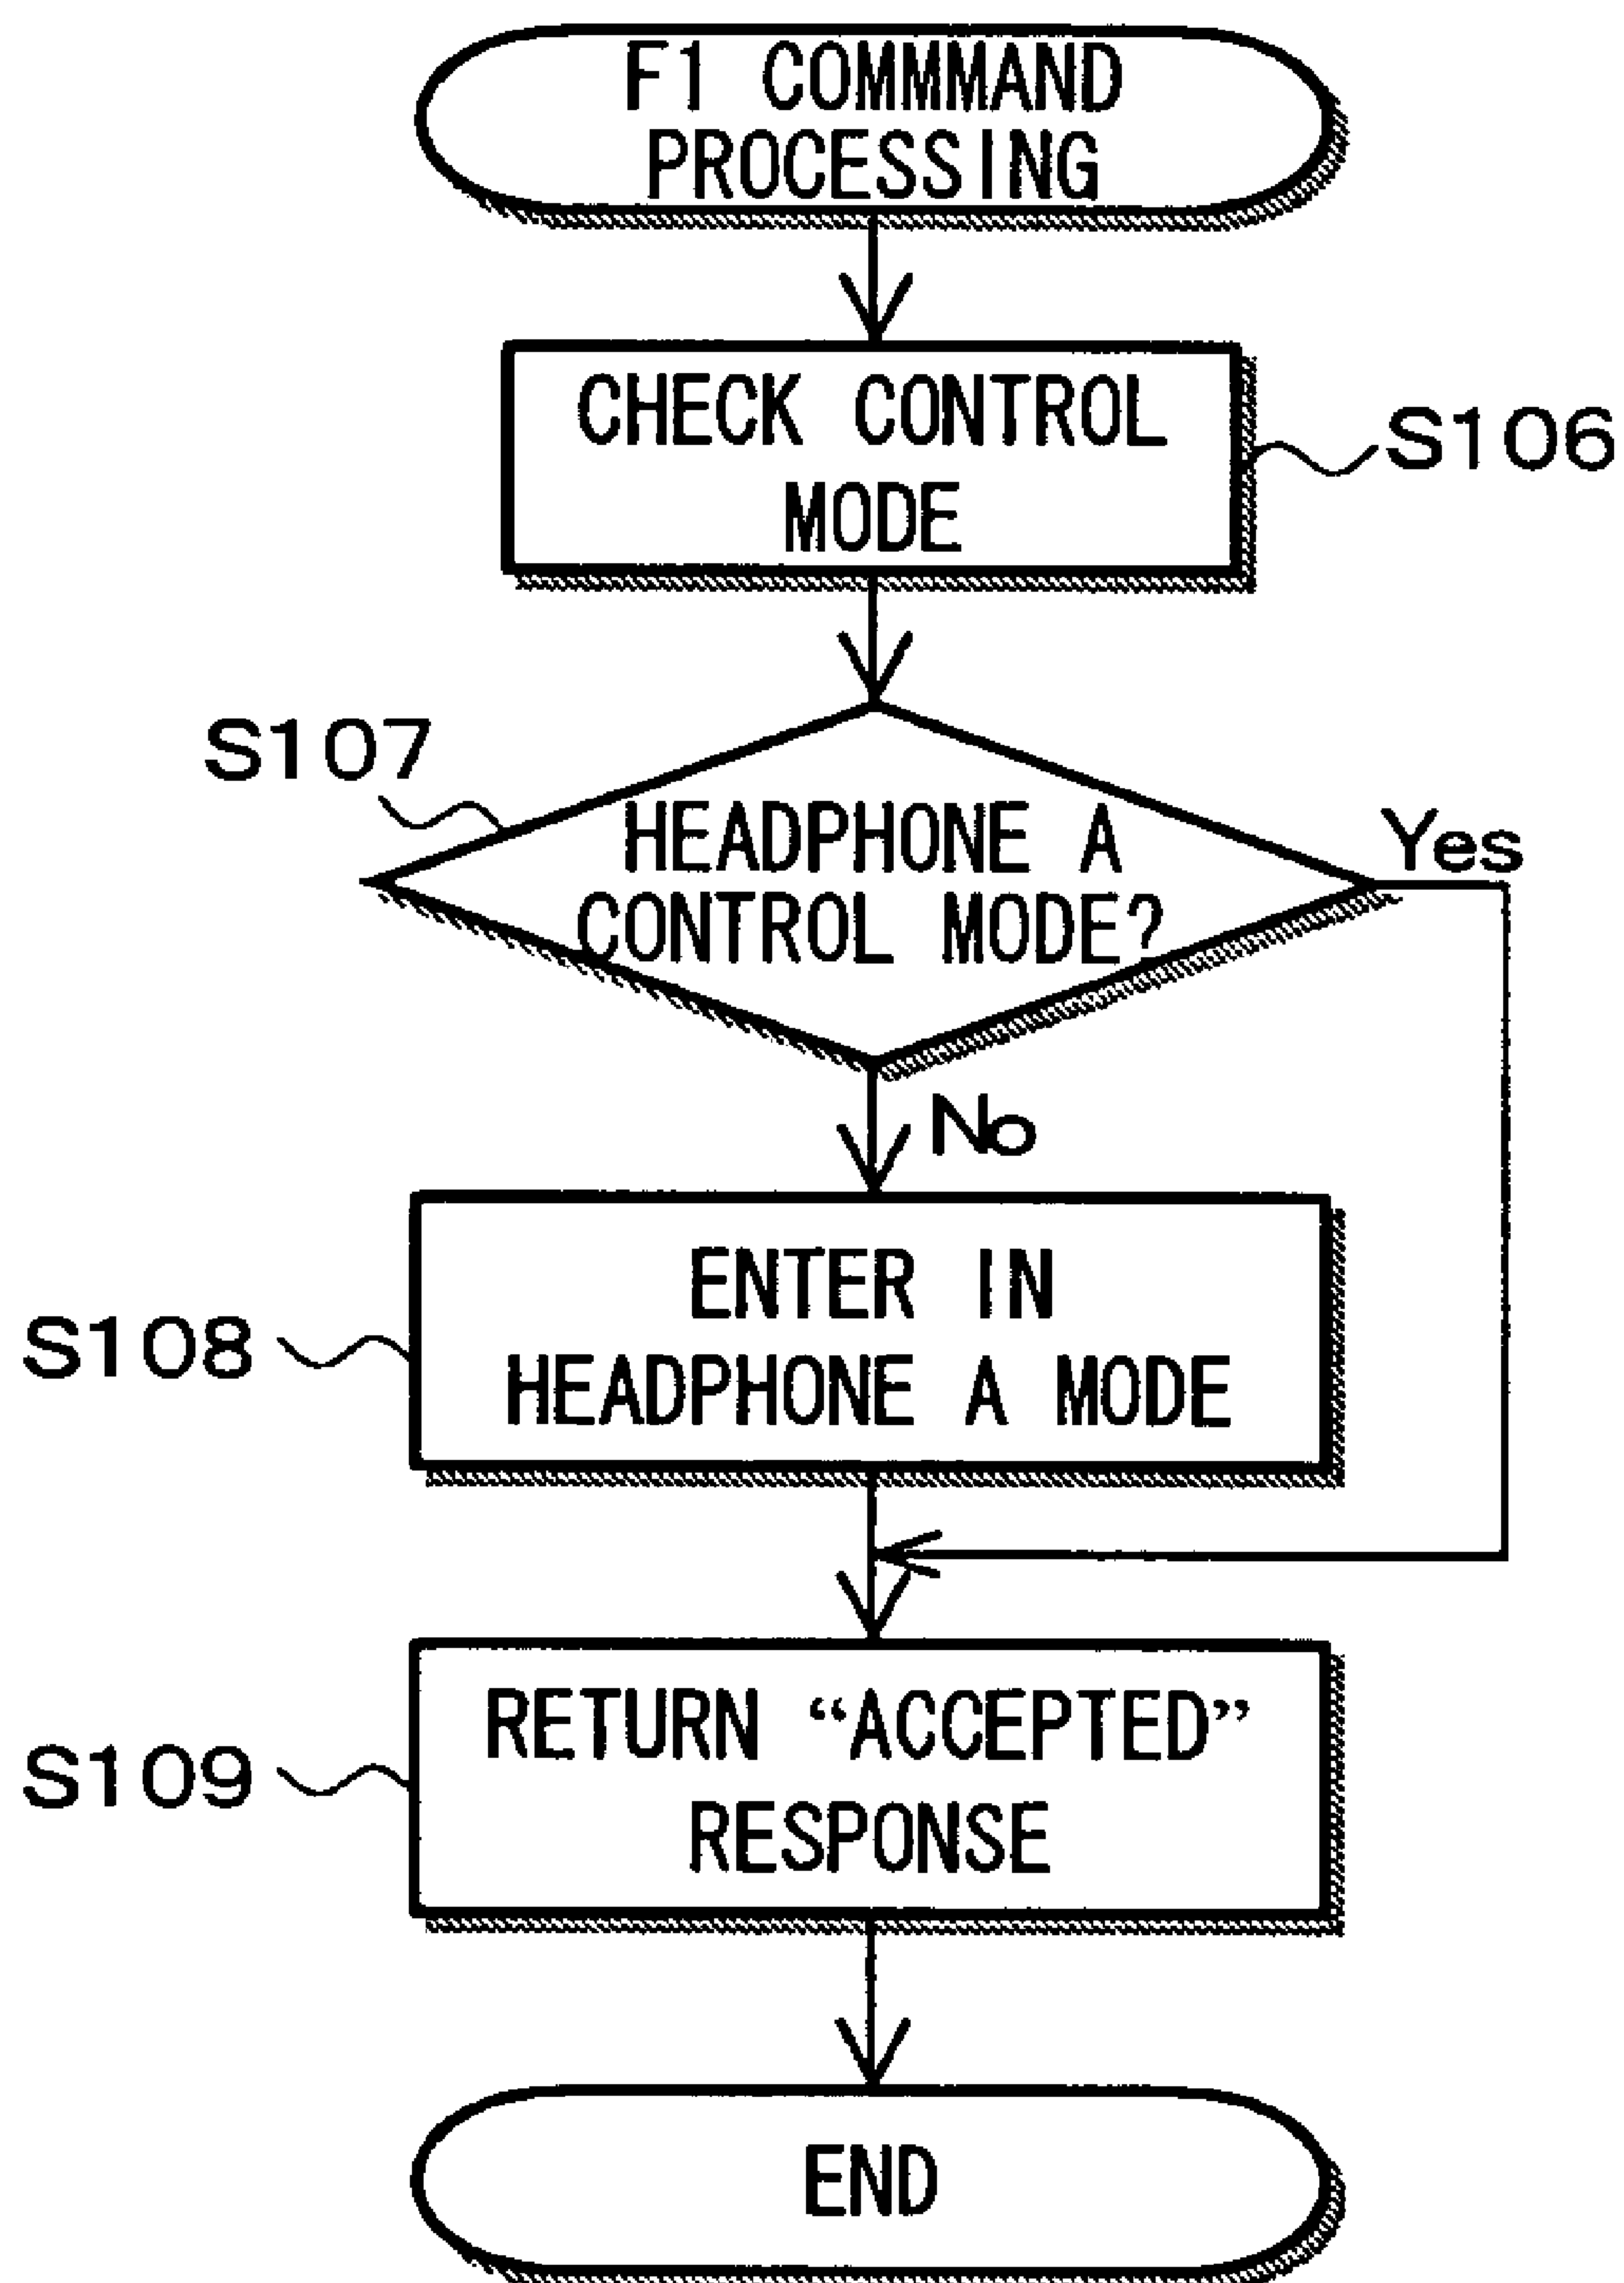 F1 COMMMAND
PROCESSING
CHECK CONTROL
MODE
S106
S107
HEADPHONE A
CONTROL MODE?
Yes
No
ENTER IN
HEADPHONE A MODE
S108
RETURN “ACCEPTED”
RESPONSE
S109
END